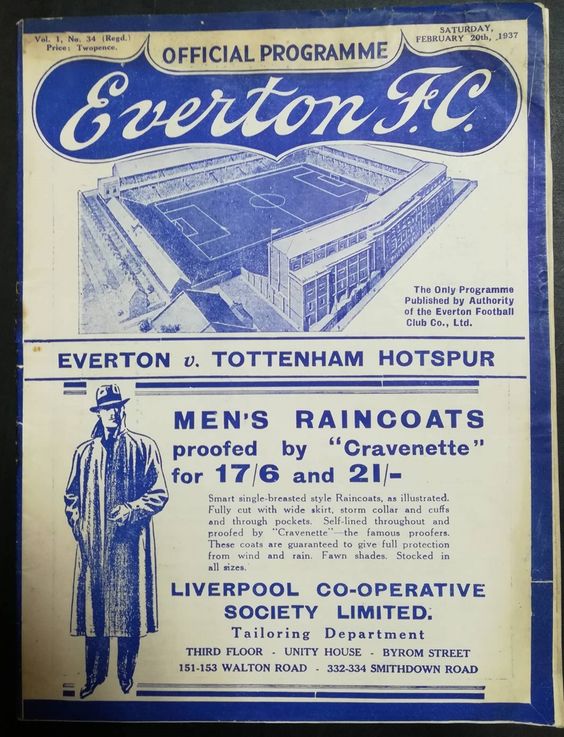 Vol. 1, No. 34 (Regd.)
Price: Twopence.
SATURDAY,
FEBRUARY 20th, 1937
OFFICIAL PROGRAMME
Everton F.C.
The Only Programme
Published by Authority
of the Everton Football
Club Co., Ltd.
EVERTON v. TOTTENHAM HOTSPUR
MEN'S RAINCOATS
proofed by "Cravenette"
for 17/6 and 21/-
Smart single-breasted style Raincoats, as illustrated.
Fully cut with wide skirt, storm collar and cuffs
and through pockets. Self-lined throughout and
proofed by "Cravenette"—the famous proofers.
These coats are guaranteed to give full protection
from wind and rain. Fawn shades. Stocked in
all sizes.
LIVERPOOL CO-OPERATIVE
SOCIETY LIMITED.
Tailoring Department
THIRD FLOOR - UNITY HOUSE - BYROM STREET
151-153 WALTON ROAD - 332-334 SMITHDOWN ROAD